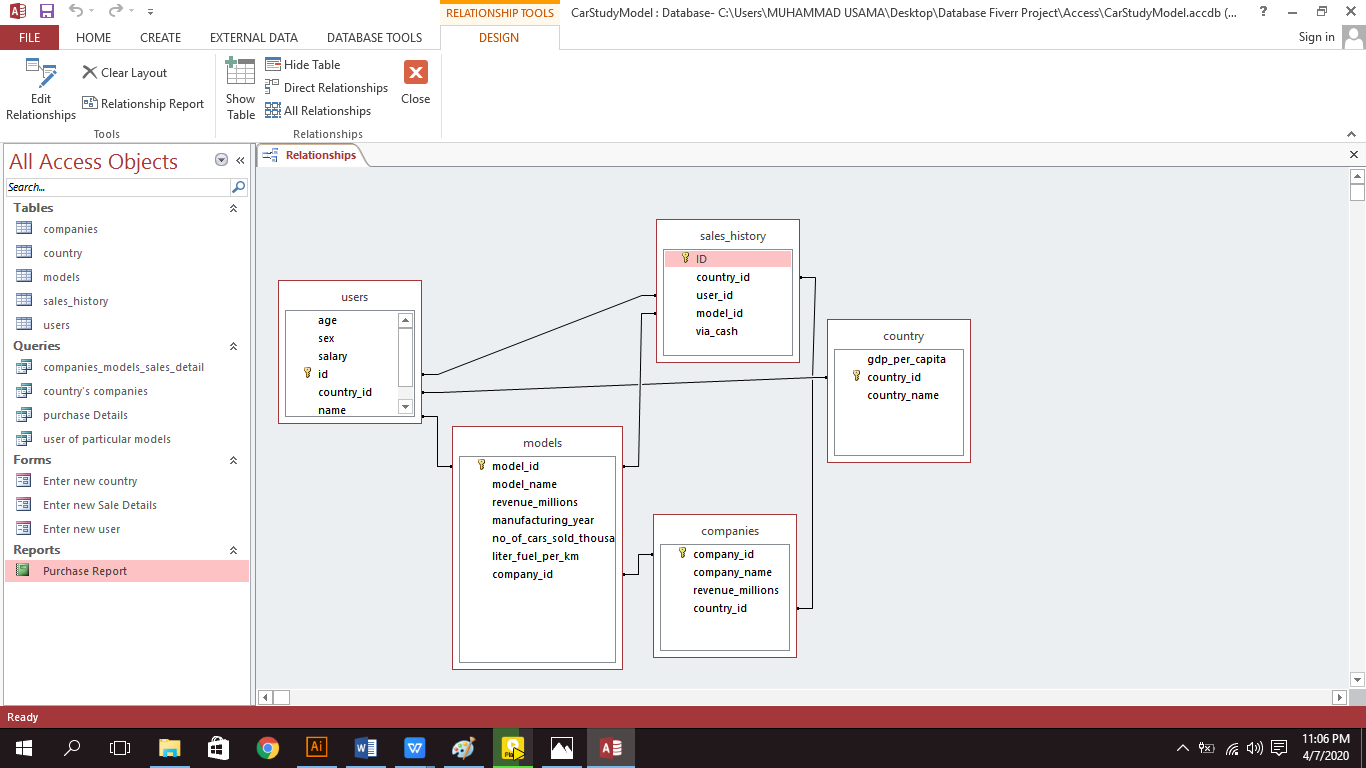 RELATIONSHIP TOOLS
CarStudyModel : Database- C:\Users\MUHAMMAD USAMA\Desktop\Database Fiverr Project\Access\CarStudyModel.accdb (...
?
FILE
HOME
CREATE
EXTERNAL DATA
DATABASE TOOLS
DESIGN
Sign in
Edit
Relationships
Clear Layout
Relationship Report
Tools
Show
Table
Hide Table
Direct Relationships
All Relationships
Close
Relationships
All Access Objects
Search...
Tables
companies
country
models
sales_history
users
Queries
companies_models_sales_detail
country's companies
purchase Details
user of particular models
Forms
Enter new country
Enter new Sale Details
Enter new user
Reports
Purchase Report
Relationships
users
age
sex
salary
id
country_id
name
sales_history
ID
country_id
user_id
model_id
via_cash
country
gdp_per_capita
country_id
country_name
models
model_id
model_name
revenue_millions
manufacturing_year
no_of_cars_sold_thousa
liter_fuel_per_km
company_id
companies
company_id
company_name
revenue_millions
country_id
Ready
Ai
11:06 PM
4/7/2020